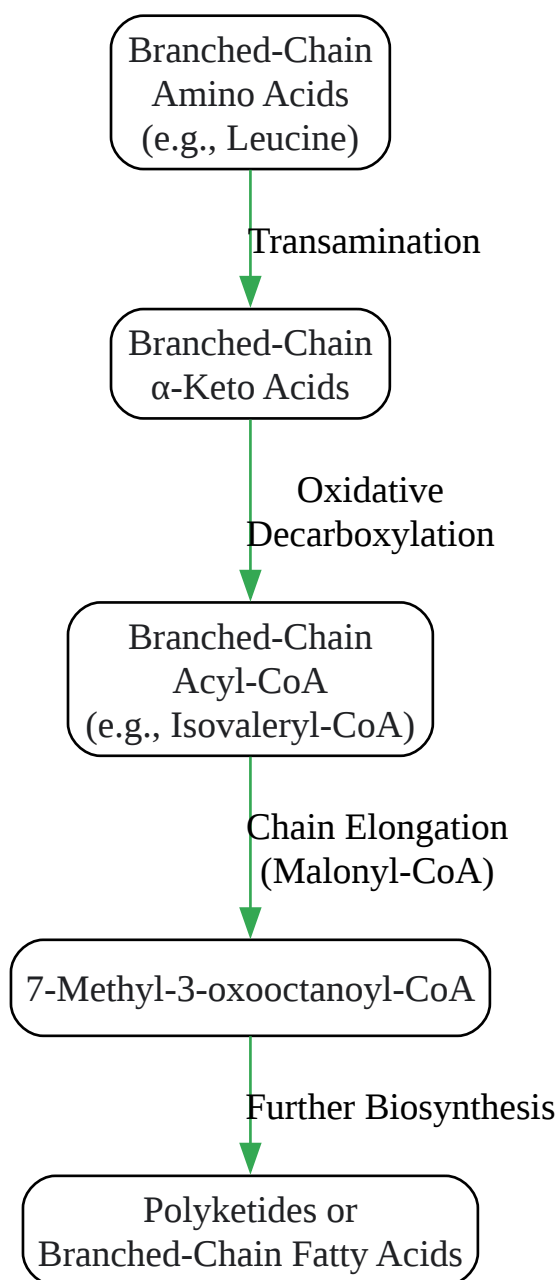 Branched-Chain
Amino Acids
(e.g., Leucine)
Transamination
Branched-Chain
α-Keto Acids
Oxidative
Decarboxylation
Branched-Chain
Acyl-CoA
(e.g., Isovaleryl-CoA)
Chain Elongation
(Malonyl-CoA)
7-Methyl-3-oxooctanoyl-CoA
Further Biosynthesis
Polyketides or
Branched-Chain Fatty Acids